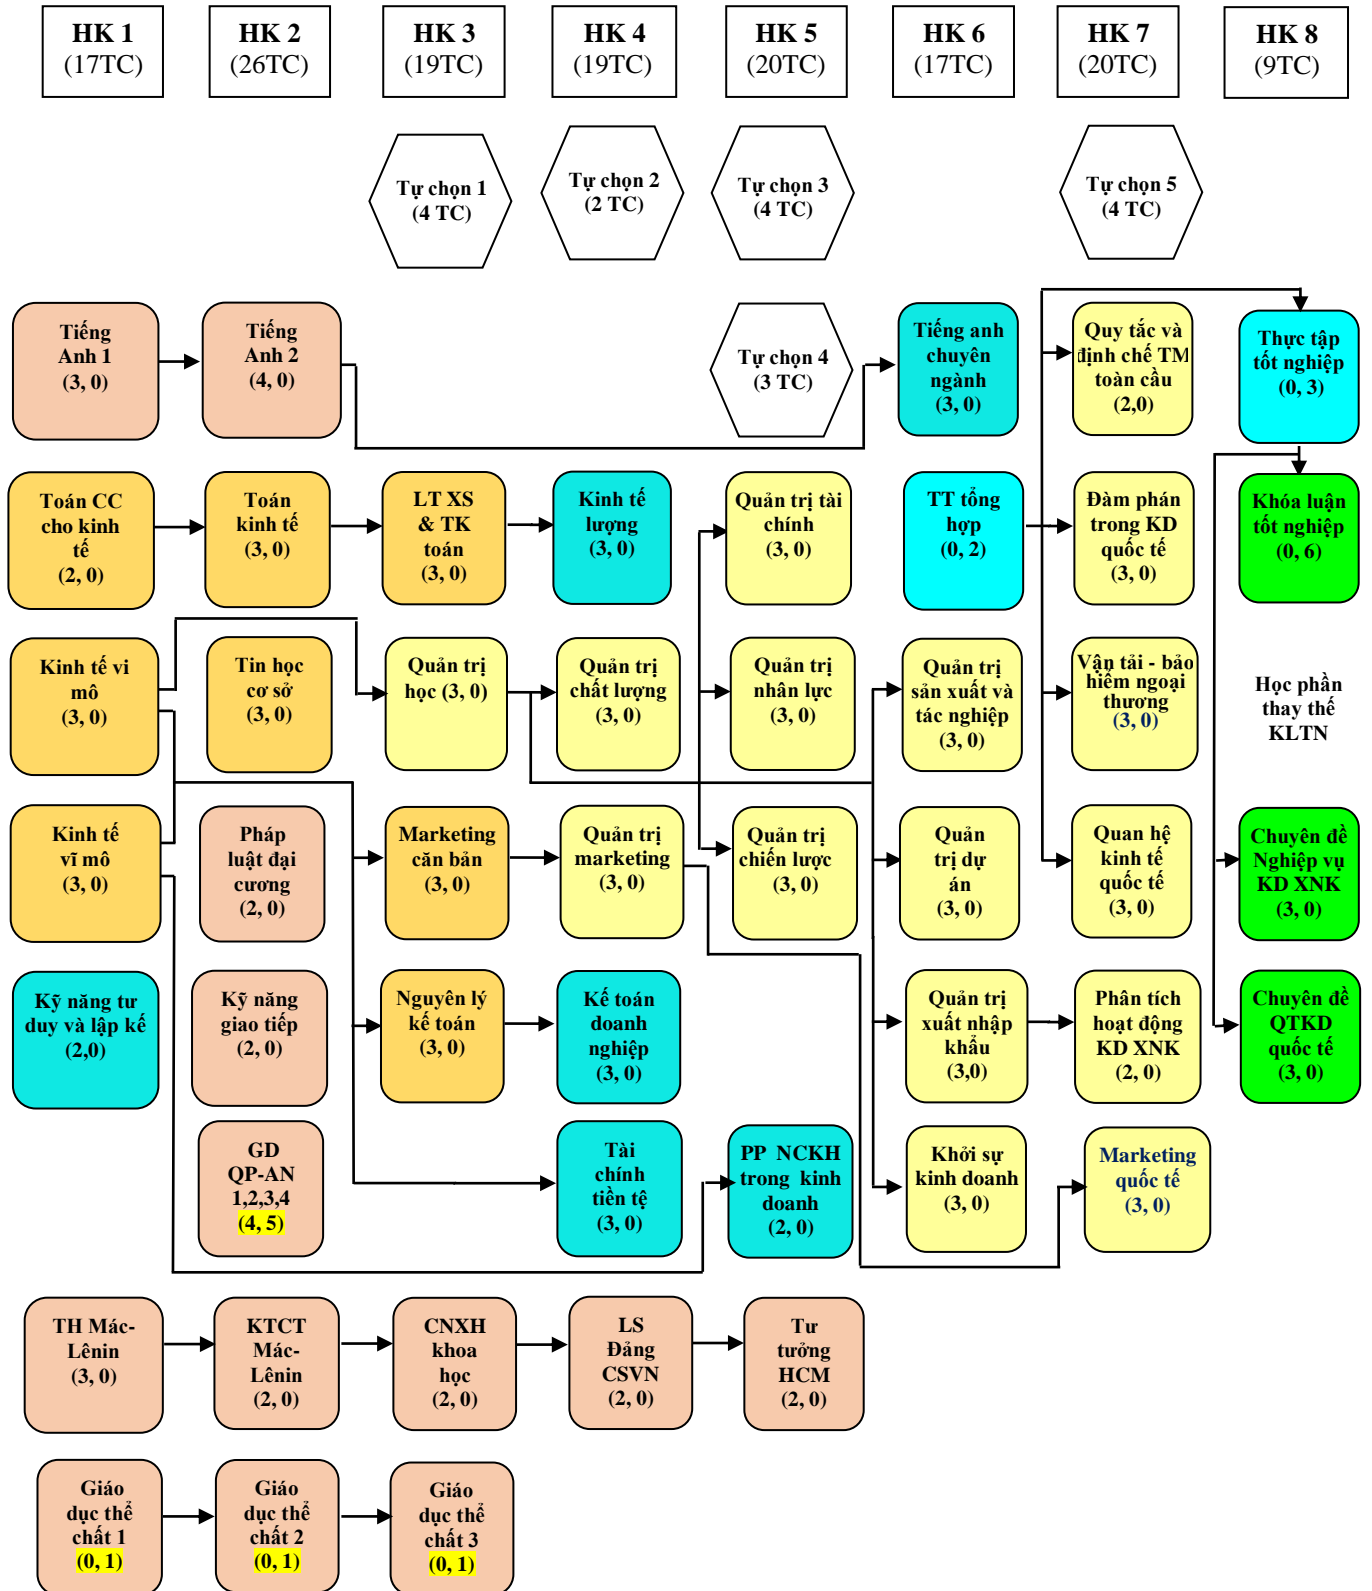 HK 1
(17TC)
HK 2
(26TC)
HK 3
(19TC)
HK 4
(19TC)
HK 5
(20TC)
HK 6
(17TC)
HK 7
(20TC)
HK 8
(9TC)
Tự chọn 1
(4 TC)
Tự chọn 2
(2 TC)
Tự chọn 3
(4 TC)
Tự chọn 5
(4 TC)
Tiếng
Anh 1
(3, 0)
Tiếng
Anh 2
(4, 0)
Tự chọn 4
(3 TC)
Tiếng anh
chuyên
ngành
(3, 0)
Quy tắc và
định chế TM
toàn cầu
(2,0)
Thực tập
tốt nghiệp
(0, 3)
Toán CC
cho kinh
tế
(2, 0)
Toán
kinh tế
(3, 0)
LT XS
& TK
toán
(3, 0)
Kinh tế
lượng
(3, 0)
Quản trị tài
chính
(3, 0)
TT tổng
hợp
(0, 2)
Đàm phán
trong KD
quốc tế
(3, 0)
Khóa luận
tốt nghiệp
(0, 6)
Kinh tế vi
mô
(3, 0)
Tin học
cơ sở
(3, 0)
Quản trị
học (3, 0)
Quản trị
chất lượng
(3, 0)
Quản trị
nhân lực
(3, 0)
Quản trị
sản xuất và
tác nghiệp
(3, 0)
Vận tải - bảo
hiểm ngoại
thương
(3, 0)
Học phần
thay thế
KLTN
Kinh tế
vĩ mô
(3, 0)
Pháp
luật đại
cương
(2, 0)
Marketing
căn bản
(3, 0)
Quản trị
marketing
(3, 0)
Quản trị
chiến lược
(3, 0)
Quản
trị dự
án
(3, 0)
Quan hệ
kinh tế
quốc tế
(3, 0)
Chuyên đề
Nghiệp vụ
KD XNK
(3, 0)
Kỹ năng tư
duy và lập kế
(2,0)
Kỹ năng
giao tiếp
(2, 0)
Nguyên lý
kế toán
(3, 0)
Kế toán
doanh
nghiệp
(3, 0)
Quản trị
xuất nhập
khẩu
(3,0)
Phân tích
hoạt động
KD XNK
(2, 0)
Chuyên đề
QTKD
quốc tế
(3, 0)
GD
QP-AN
1,2,3,4
(4, 5)
Tài
chính
tiền tệ
(3, 0)
PP NCKH
trong kinh
doanh
(2, 0)
Khởi sự
kinh doanh
(3, 0)
Marketing
quốc tế
(3, 0)
TH Mác-
Lênin
(3, 0)
KTCT
Mác-
Lênin
(2, 0)
CNXH
khoa
học
(2, 0)
LS
Đảng
CSVN
(2, 0)
Tư
tưởng
HCM
(2, 0)
Giáo
dục thể
chất 1
(0, 1)
Giáo
dục thể
chất 2
(0, 1)
Giáo
dục thể
chất 3
(0, 1)